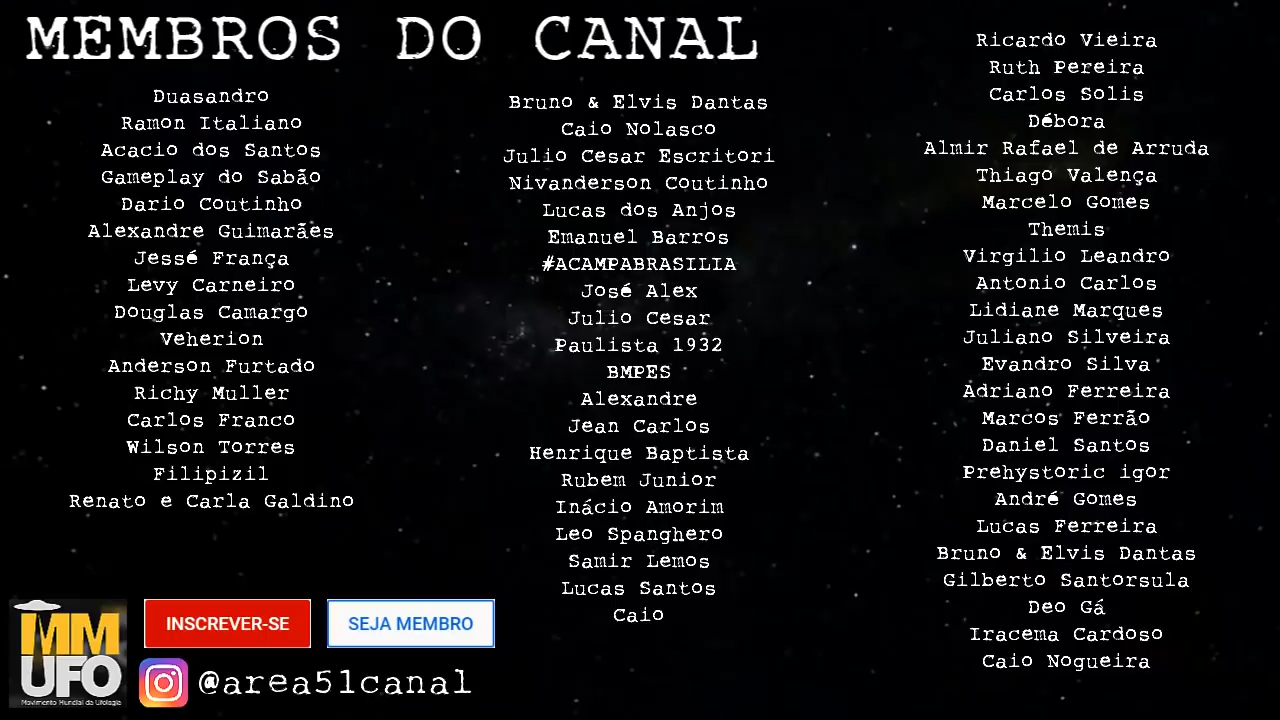 MEMBROS DO CANAL
Duasandro
Ramon Italiano
Acacio dos Santos
Gameplay do Sabão
Dario Coutinho
Alexandre Guimarães
Jessé França
Levy Carneiro
Douglas Camargo
Veherion
Anderson Furtado
Richy Muller
Carlos Franco
Wilson Torres
Filipizil
Renato e Carla Galdino
Bruno & Elvis Dantas
Caio Nolasco
Julio Cesar Escritori
Nivanderson Coutinho
Lucas dos Anjos
Emanuel Barros
#ACAMPABRASILIA
José Alex
Julio Cesar
Paulista 1932
BMPES
Alexandre
Jean Carlos
Henrique Baptista
Rubem Junior
Inácio Amorim
Leo Spanghero
Samir Lemos
Lucas Santos
Caio
Ricardo Vieira
Ruth Pereira
Carlos Solis
Débora
Almir Rafael de Arruda
Thiago Valença
Marcelo Gomes
Themis
Virgilio Leandro
Antonio Carlos
Lidiane Marques
Juliano Silveira
Evandro Silva
Adriano Ferreira
Marcos Ferrão
Daniel Santos
Prehystoric igor
André Gomes
Lucas Ferreira
Bruno & Elvis Dantas
Gilberto Santorsula
Deo Gá
Iracema Cardoso
Caio Nogueira
MM
UFO
Movimento Mundial da Ufologia
INSCREVER-SE
SEJA MEMBRO
@area51canal